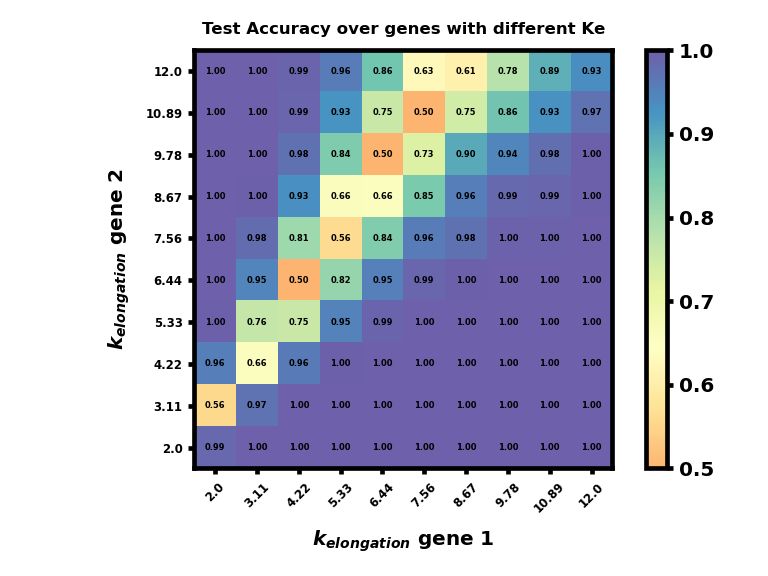 Test Accuracy over genes with different Ke
12.0 1.00 1.00 0.99 0.96 0.86 0.63 0.61 0.78 0.89 0.93
10.89 1.00 1.00 0.99 0.93 0.75 0.50 0.75 0.86 0.93 0.97
9.78 1.00 1.00 0.98 0.84 0.50 0.73 0.90 0.94 0.98 1.00
8.67 1.00 1.00 0.93 0.66 0.66 0.85 0.96 0.99 0.99 1.00
7.56 1.00 0.98 0.81 0.56 0.84 0.96 0.98 1.00 1.00 1.00
6.44 1.00 0.95 0.50 0.82 0.95 0.99 1.00 1.00 1.00 1.00
5.33 1.00 0.76 0.75 0.95 0.99 1.00 1.00 1.00 1.00 1.00
4.22 0.96 0.66 0.96 1.00 1.00 1.00 1.00 1.00 1.00 1.00
3.11 0.56 0.97 1.00 1.00 1.00 1.00 1.00 1.00 1.00 1.00
2.0 0.99 1.00 1.00 1.00 1.00 1.00 1.00 1.00 1.00 1.00
2.0 3.11 4.22 5.33 6.44 7.56 8.67 9.78 10.89 12.0
k_elongation gene 1
k_elongation gene 2
1.0
0.9
0.8
0.7
0.6
0.5